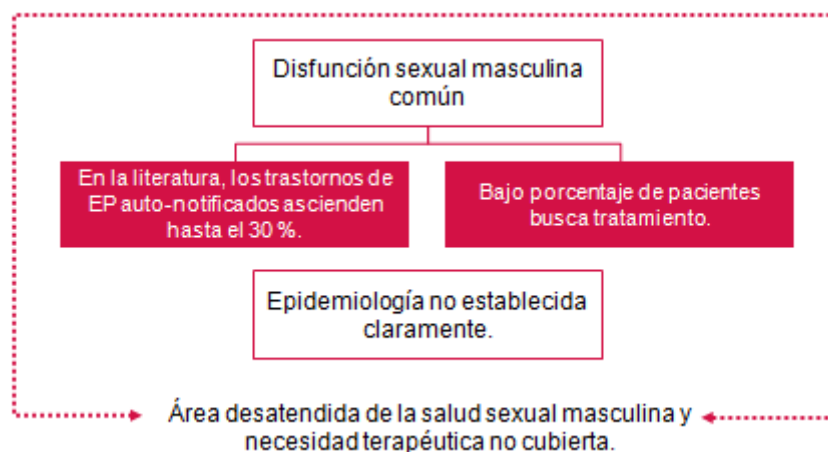 Disfunción sexual masculina
común
En la literatura, los trastornos de
EP auto-notificados ascienden
hasta el 30 %.
Bajo porcentaje de pacientes
busca tratamiento.
Epidemiología no establecida
claramente.
Área desatendida de la salud sexual masculina y
necesidad terapéutica no cubierta.